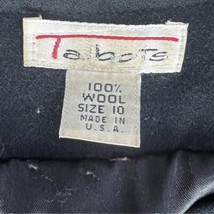 Talbots
100%
WOOL
SIZE 10
MADE IN
U.S.A.